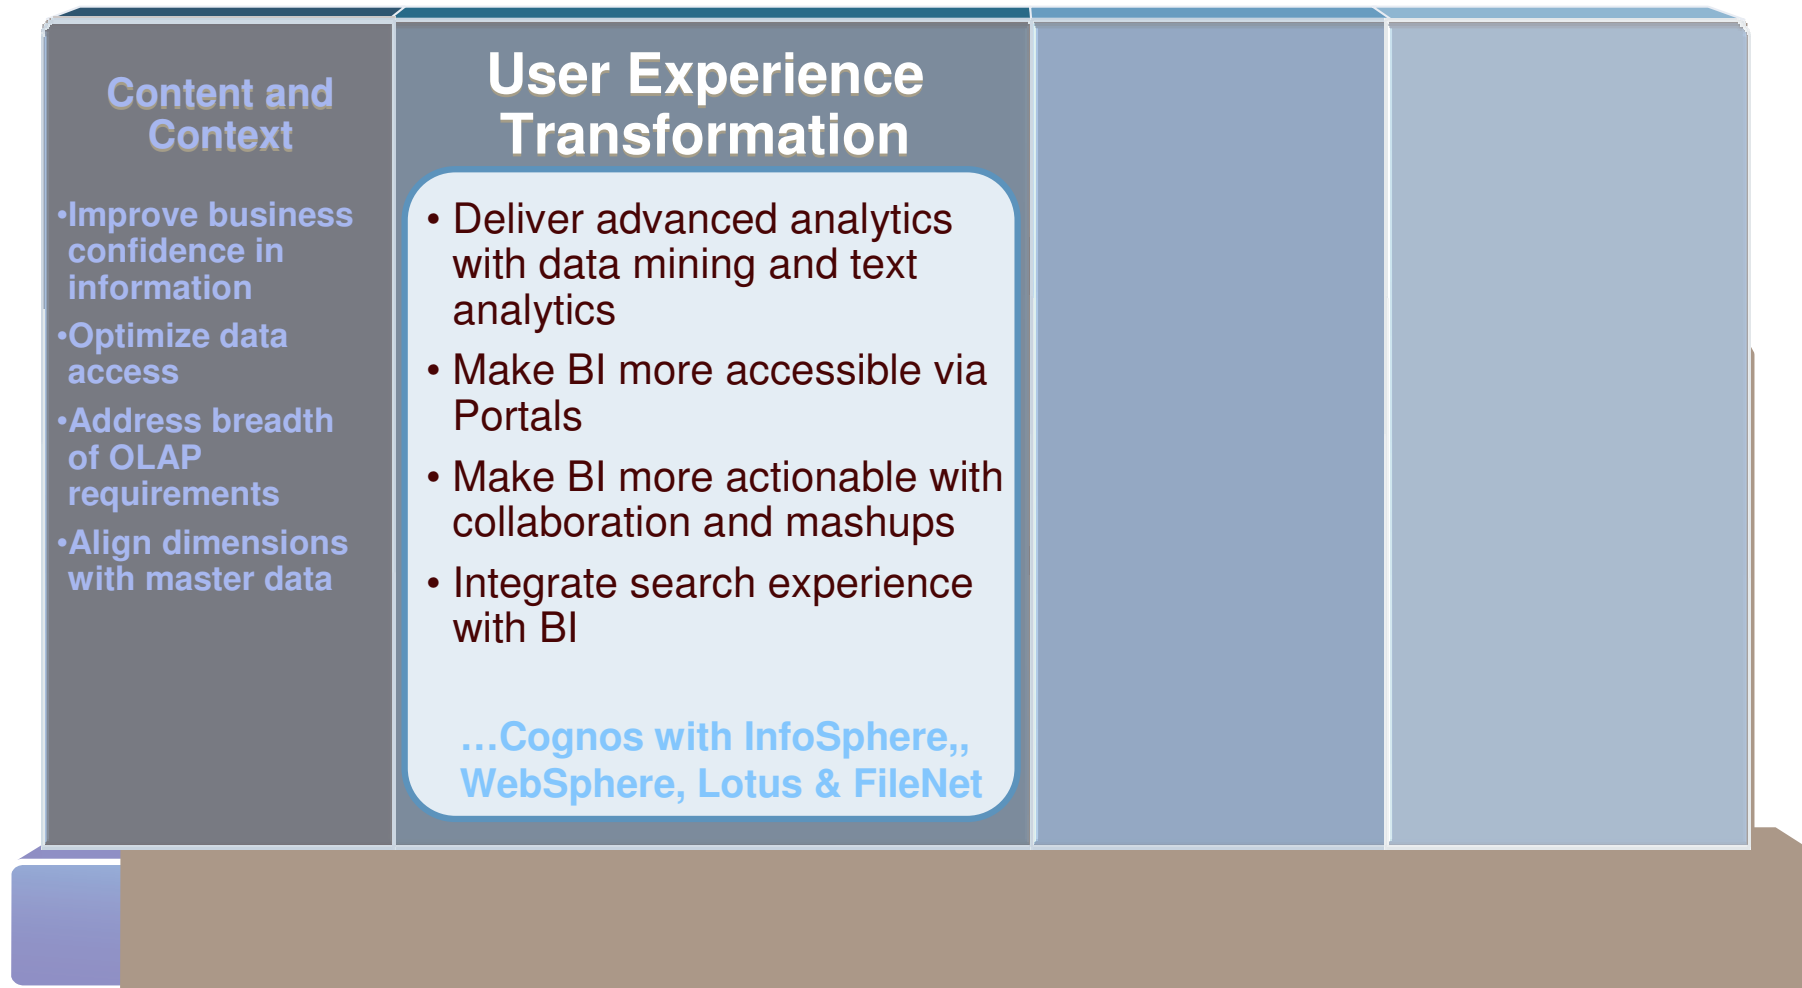 Content and
Context
•Improve business
confidence in
information
•Optimize data
access
•Address breadth
of OLAP
requirements
•Align dimensions
with master data
User Experience
Transformation
• Deliver advanced analytics
with data mining and text
analytics
• Make BI more accessible via
Portals
• Make BI more actionable with
collaboration and mashups
• Integrate search experience
with BI
…Cognos with InfoSphere,,
WebSphere, Lotus & FileNet